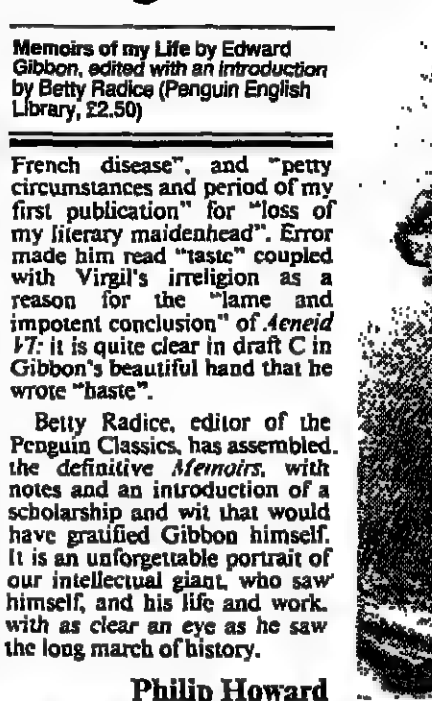 Memoirs of my Life by Edward
Gibbon, edited with an introduction
by Betty Radice (Penguin English
Library, £2.50)
French disease", and "petty
circumstances and period of my
first publication" for "loss of
my literary maidenhead". Error
made him read "taste" coupled
with Virgil's irreligion as a
reason for the "lame and
impotent conclusion" of Aeneid
VI: it is quite clear in draft C in
Gibbon's beautiful hand that he
wrote "haste".
Betty Radice, editor of the
Penguin Classics, has assembled.
the definitive Memoirs, with
notes and an introduction of a
scholarship and wit that would
have gratified Gibbon himself.
It is an unforgettable portrait of
our intellectual giant, who saw
himself, and his life and work.
with as clear an eye as he saw
the long march of history.
Philip Howard